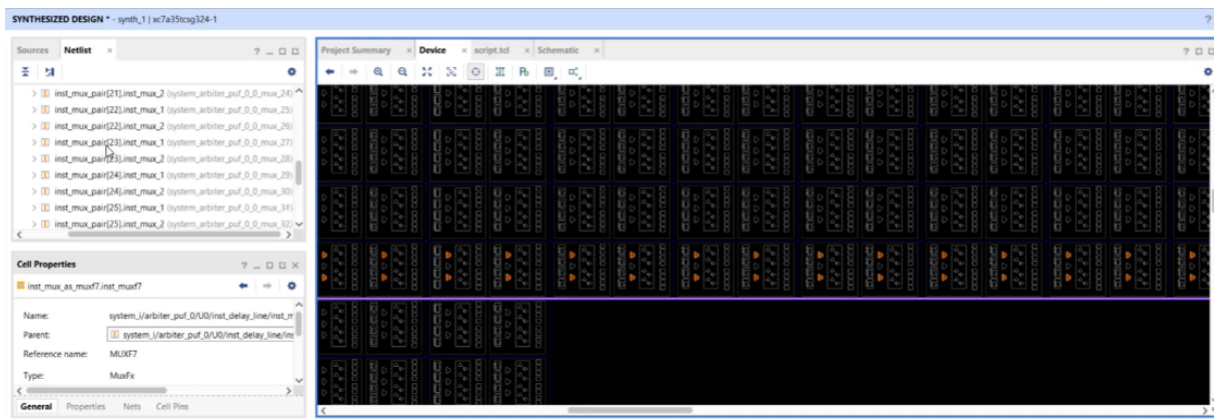 SYNTHESIZED DESIGN * - synth_1 | xc7a35tcsg324-1
Sources Netlist
inst_mux_pair[21].inst_mux_2 (system_arbiter_puf_0_0_mux_24)
inst_mux_pair[22].inst_mux_1 (system_arbiter_puf_0_0_mux_25)
inst_mux_pair[22].inst_mux_2 (system_arbiter_puf_0_0_mux_26)
inst_mux_pair[23].inst_mux_1 (system_arbiter_puf_0_0_mux_27)
inst_mux_pair[23].inst_mux_2 (system_arbiter_puf_0_0_mux_28)
inst_mux_pair[24].inst_mux_1 (system_arbiter_puf_0_0_mux_29)
inst_mux_pair[24].inst_mux_2 (system_arbiter_puf_0_0_mux_30)
inst_mux_pair[25].inst_mux_1 (system_arbiter_puf_0_0_mux_31)
inst_mux_pair[25].inst_mux_2 (system_arbiter_puf_0_0_mux_32)
Cell Properties
inst_mux_as_muxf7.inst_muxf7
Name: system_i/arbiter_puf_0/U0/inst_delay_line/inst_m
Parent: system_i/arbiter_puf_0/U0/inst_delay_line/ins
Reference name: MUXF7
Type: MuxFx
General Properties Nets Cell Pins
Project Summary Device script.tcl Schematic